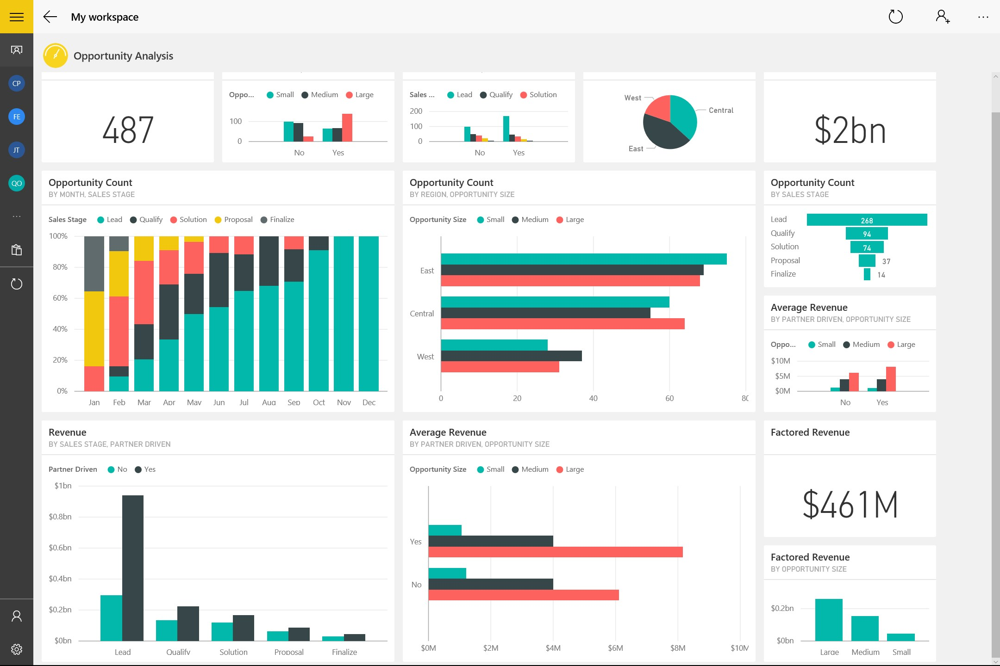 My workspace
Opportunity Analysis
CP
FE
JT
QO
487
Oppo... Small Medium Large
100
0
No Yes
Sales ... Lead Qualify Solution
200
100
0
No Yes
West
Central
East
$2bn
Opportunity Count
BY MONTH, SALES STAGE
Sales Stage Lead Qualify Solution Proposal Finalize
100%
80%
60%
40%
20%
0%
Jan Feb Mar Apr May Jun Jul Aug Sep Oct Nov Dec
Opportunity Count
BY REGION, OPPORTUNITY SIZE
Opportunity Size Small Medium Large
East
Central
West
0 20 40 60 80
Opportunity Count
BY SALES STAGE
Lead 268
Qualify 94
Solution 74
Proposal 37
Finalize 14
Average Revenue
BY PARTNER DRIVEN, OPPORTUNITY SIZE
Oppo... Small Medium Large
$10M
$5M
$0M
No Yes
Revenue
BY SALES STAGE, PARTNER DRIVEN
Partner Driven No Yes
$1bn
$0.8bn
$0.6bn
$0.4bn
$0.2bn
$0bn
Lead Qualify Solution Proposal Finalize
Average Revenue
BY PARTNER DRIVEN, OPPORTUNITY SIZE
Opportunity Size Small Medium Large
Yes
No
$0M $2M $4M $6M $8M $10M
Factored Revenue
$461M
Factored Revenue
BY OPPORTUNITY SIZE
$0.2bn
$0bn
Large Medium Small